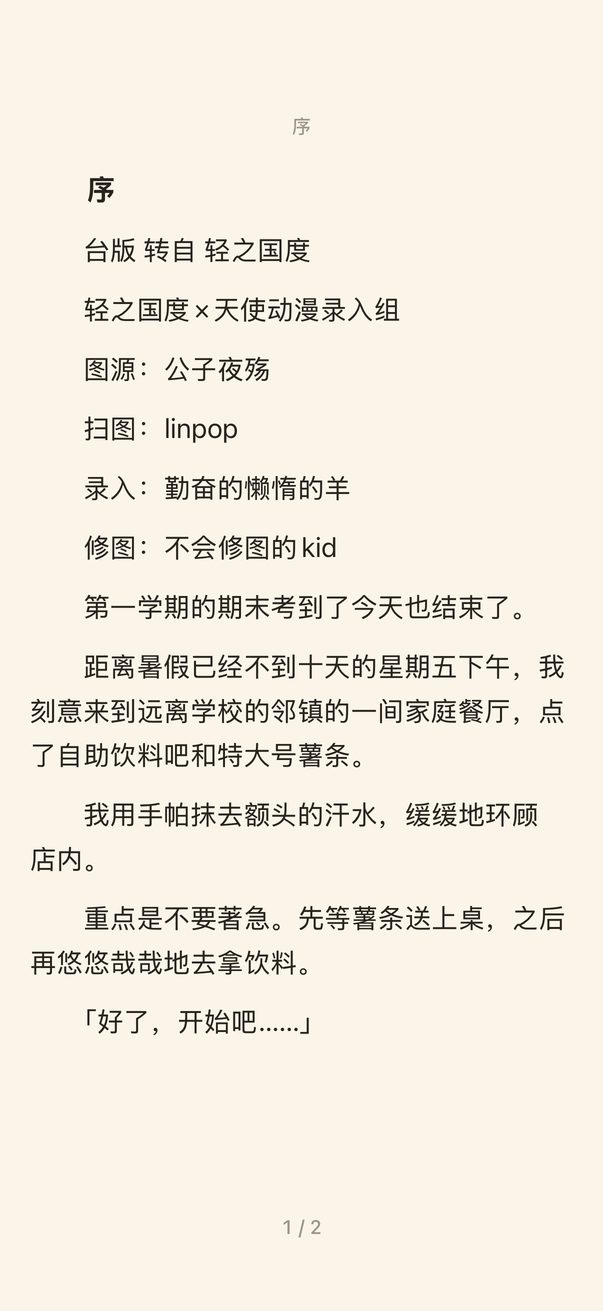 序
序
台版 转自 轻之国度
轻之国度×天使动漫录入组
图源：公子夜殇
扫图：linpop
录入：勤奋的懒惰的羊
修图：不会修图的kid
第一学期的期末考到了今天也结束了。
距离暑假已经不到十天的星期五下午，我
刻意来到远离学校的邻镇的一间家庭餐厅，点
了自助饮料吧和特大号薯条。
我用手帕抹去额头的汗水，缓缓地环顾
店内。
重点是不要著急。先等薯条送上桌，之后
再悠悠哉哉地去拿饮料。
「好了，开始吧……」
1 / 2